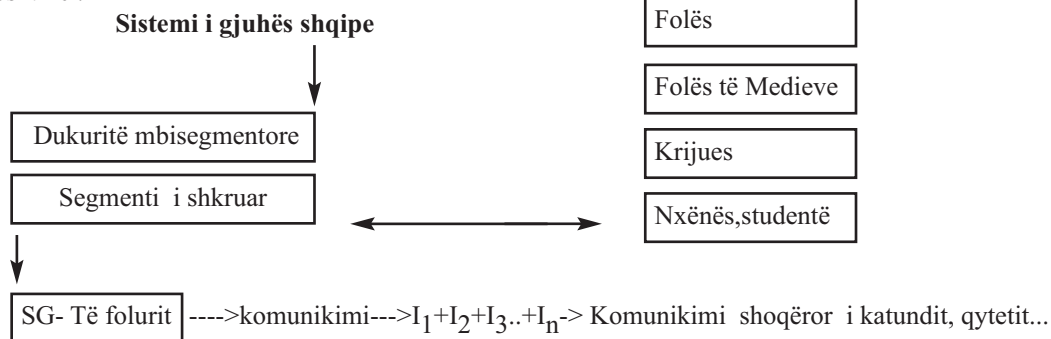 Sistemi i gjuhës shqipe
Dukuritë mbisegmentore
Segmenti i shkruar
Folës
Folës të Medieve
Krijues
Nxënës,studentë
SG- Të folurit ---->komunikimi--->I1+I2+I3..+In-> Komunikimi shoqëror i katundit, qytetit...